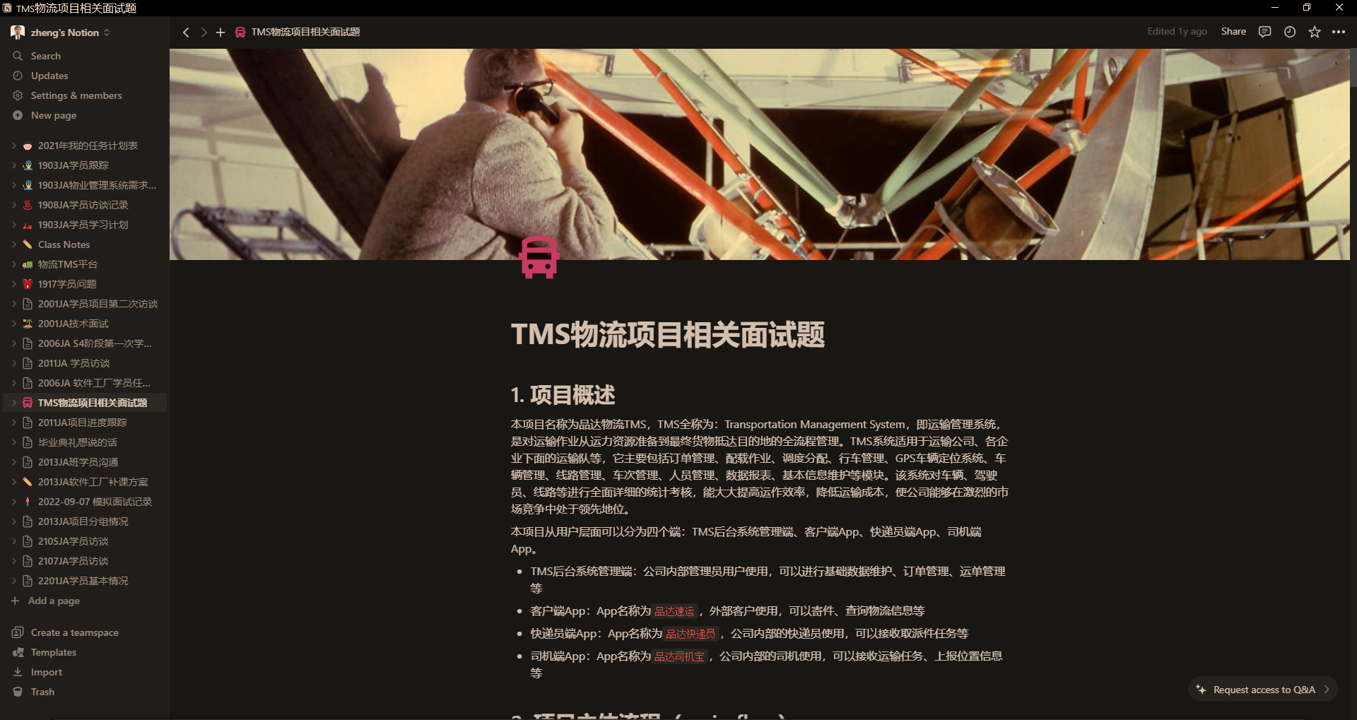 TMS物流项目相关面试题
zheng's Notion
TMS物流项目相关面试题
Edited 1y ago
Share
Search
Updates
Settings & members
New page
2021年我的任务计划表
1903JA学员跟踪
1903JA物业管理系统需求...
1908JA学员访谈记录
1903JA学员学习计划
Class Notes
物流TMS平台
1917学员问题
2001JA学员项目第二次访谈
2001JA技术面试
2006JA S4阶段第一次学...
2011JA 学员访谈
2006JA 软件工厂学员任...
TMS物流项目相关面试题
2011JA项目进度跟踪
毕业典礼想说的话
2013JA班学员沟通
2013JA软件工厂补课方案
2022-09-07 模拟面试记录
2013JA项目分组情况
2105JA学员访谈
2107JA学员访谈
2201JA学员基本情况
Add a page
Create a teamspace
Templates
Import
Trash
TMS物流项目相关面试题
1. 项目概述
本项目名称为品达物流TMS，TMS全称为：Transportation Management System，即运输管理系统，
是对运输作业从运力资源准备到最终货物抵达目的地的全流程管理。TMS系统适用于运输公司、各企
业下面的运输队等，它主要包括订单管理、配载作业、调度分配、行车管理、GPS车辆定位系统、车
辆管理、线路管理、车次管理、人员管理、数据报表、基本信息维护等模块。该系统对车辆、驾驶
员、线路等进行全面详细的统计考核，能大大提高运作效率，降低运输成本，使公司能够在激烈的市
场竞争中处于领先地位。
本项目从用户层面可以分为四个端：TMS后台系统管理端、客户端App、快递员端App、司机端
App。
• TMS后台系统管理端：公司内部管理员用户使用，可以进行基础数据维护、订单管理、运单管理
等
• 客户端App：App名称为 品达速运 ，外部客户使用，可以寄件、查询物流信息等
• 快递员端App：App名称为 品达快递员 ，公司内部的快递员使用，可以接收取派件任务等
• 司机端App：App名称为 品达司机宝 ，公司内部的司机使用，可以接收运输任务、上报位置信息
等
Request access to Q&A